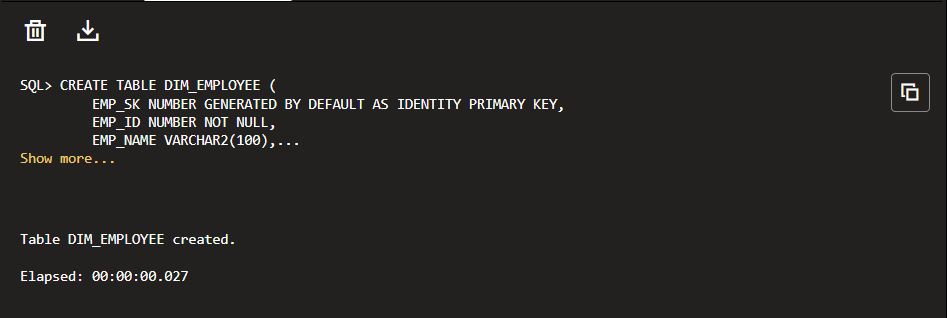 SQL> CREATE TABLE DIM_EMPLOYEE (
EMP_SK NUMBER GENERATED BY DEFAULT AS IDENTITY PRIMARY KEY,
EMP_ID NUMBER NOT NULL,
EMP_NAME VARCHAR2(100),...
Show more...
Table DIM_EMPLOYEE created.
Elapsed: 00:00:00.027